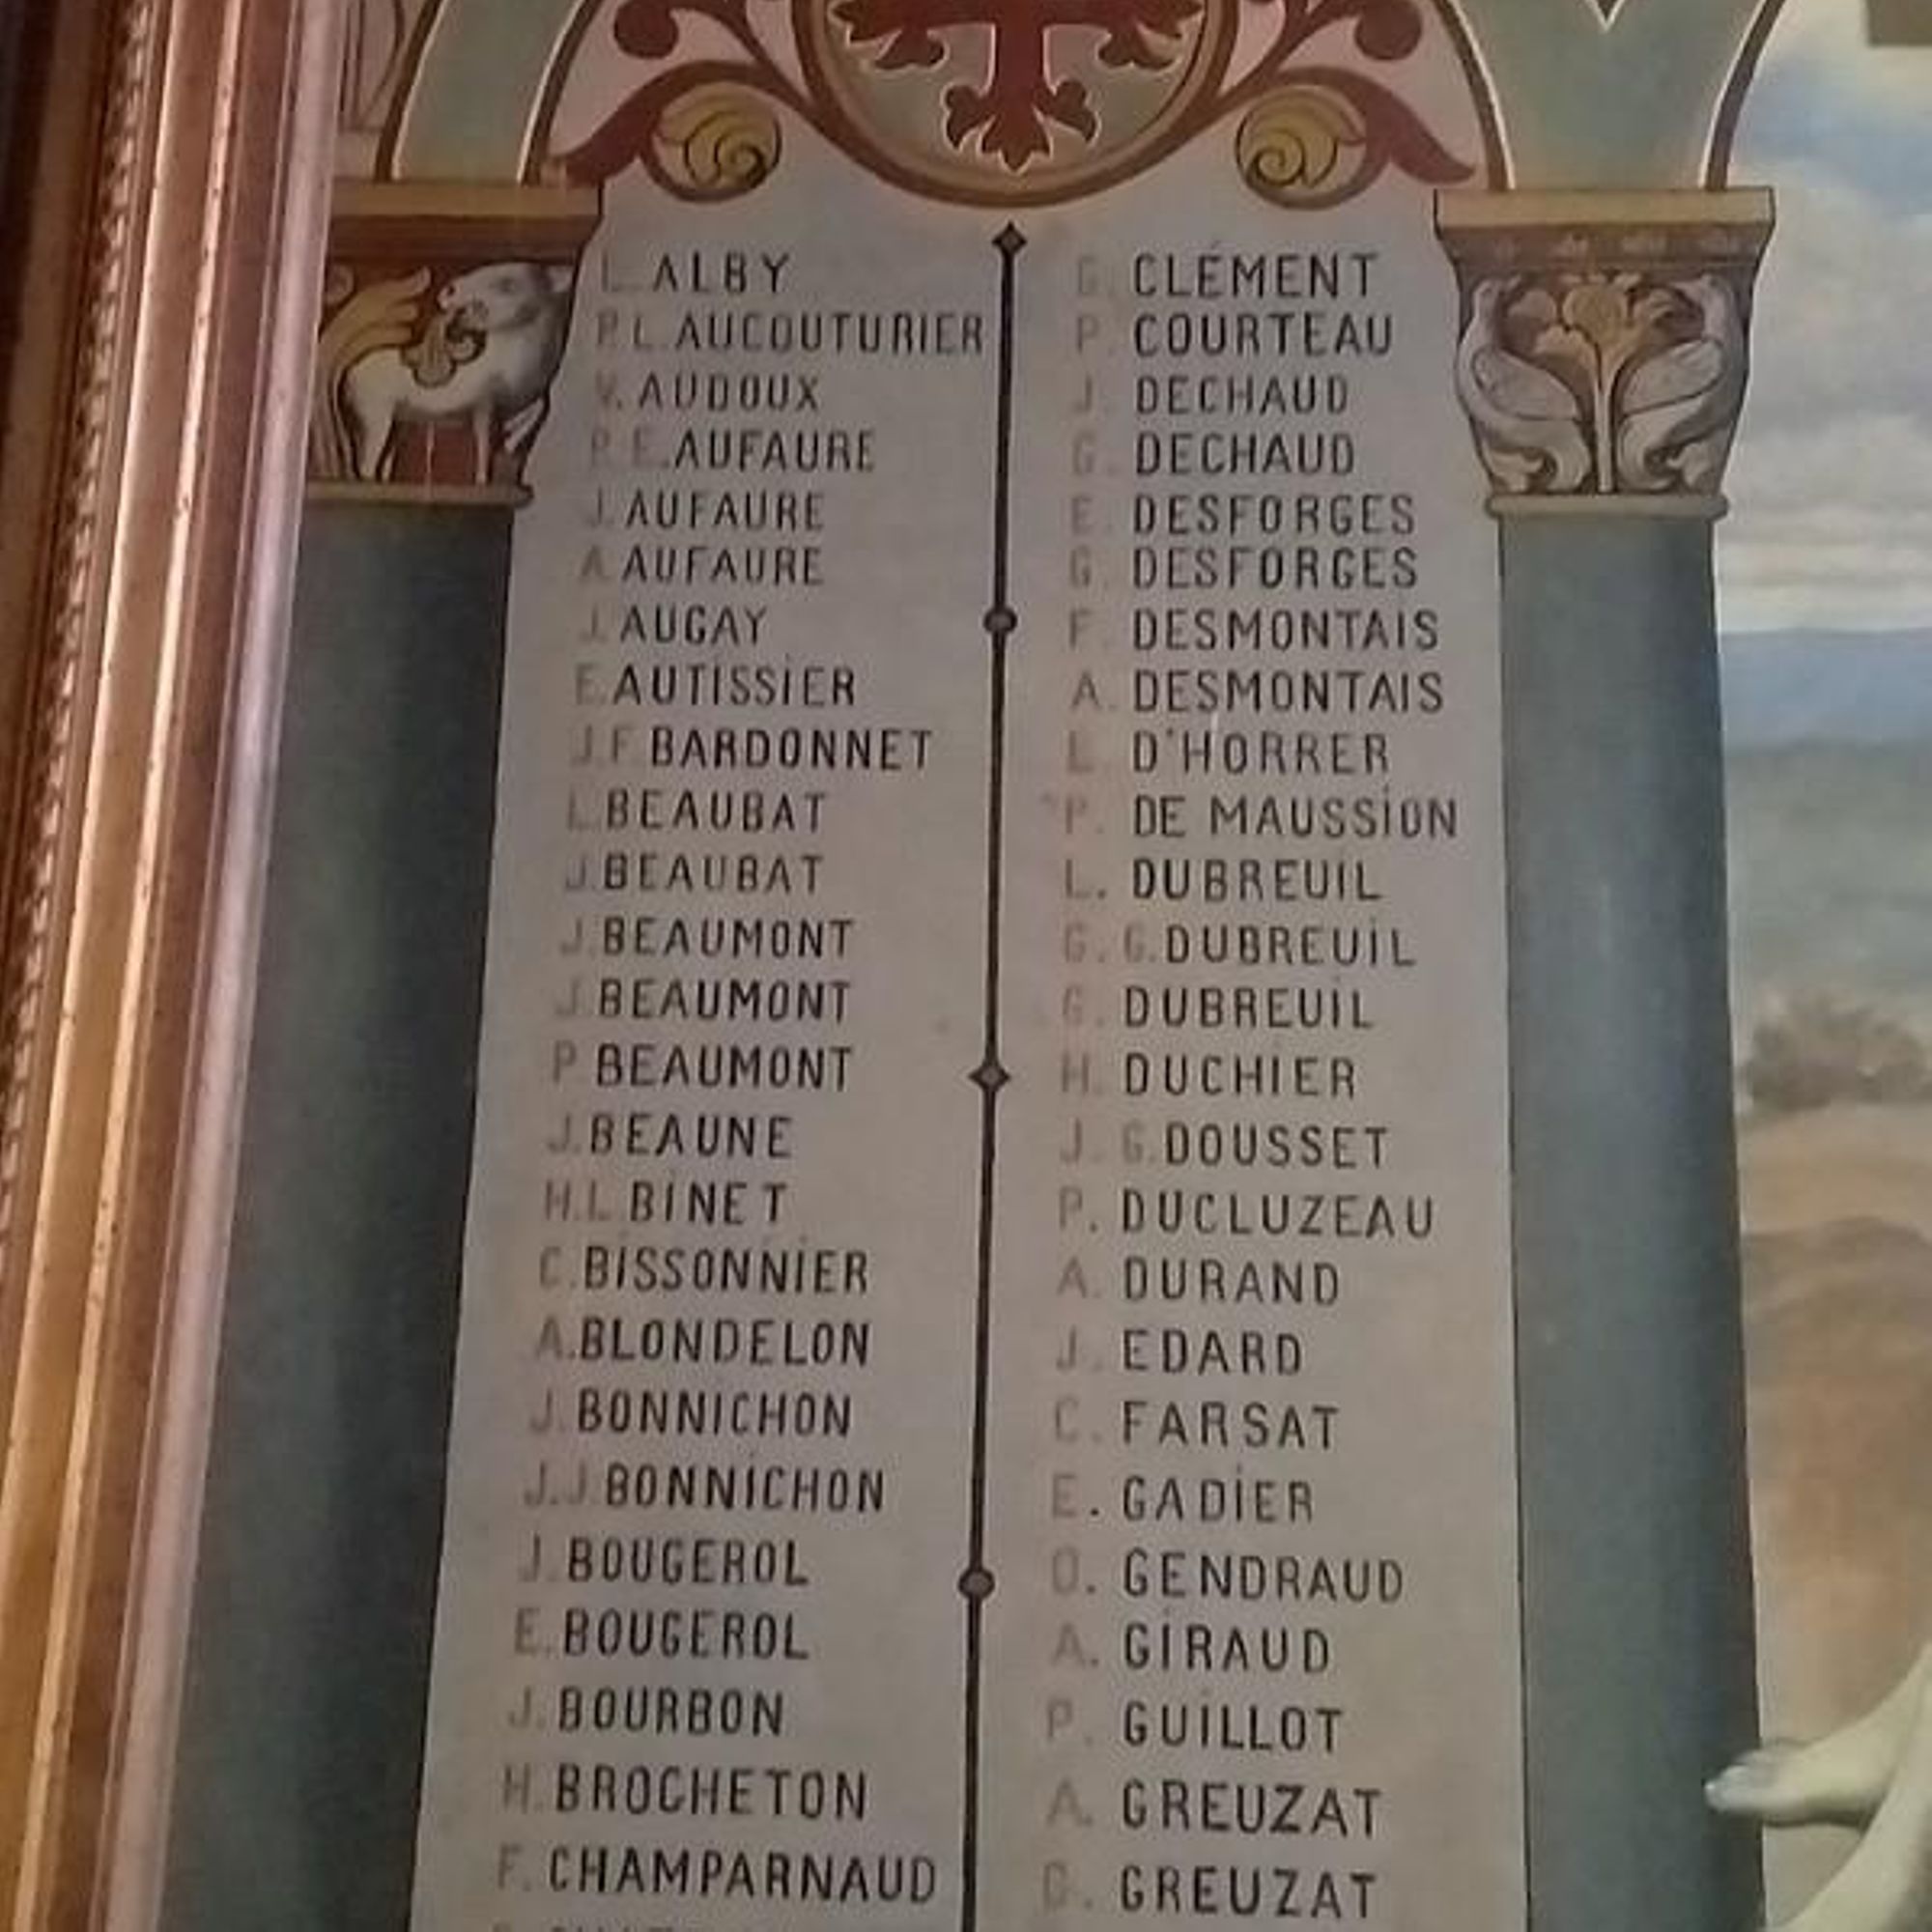 L. ALBY
P. L. AUCOUTURIER
V. AUDOUX
P. E. AUFAURE
J. AUFAURE
A. AUFAURE
J. AUGAY
E. AUTISSIER
J. F. BARDONNET
L. BEAUBAT
J. BEAUBAT
J. BEAUMONT
J. BEAUMONT
P. BEAUMONT
J. BEAUNE
H. L. BINET
C. BISSONNIER
A. BLONDELON
J. BONNICHON
J. J. BONNICHON
J. BOUGEROL
E. BOUGEROL
J. BOURBON
H. BROCHETON
F. CHAMPARNAUD
G. CLÉMENT
P. COURTEAU
J. DECHAUD
G. DECHAUD
E. DESFORGES
G. DESFORGES
F. DESMONTAIS
A. DESMONTAIS
L. D'HORRER
P. DE MAUSSION
L. DUBREUIL
G. G. DUBREUIL
G. DUBREUIL
H. DUCHIER
J. G. DOUSSET
P. DUCLUZEAU
A. DURAND
J. EDARD
C. FARSAT
E. GADIER
O. GENDRAUD
A. GIRAUD
P. GUILLOT
A. GREUZAT
GREUZAT